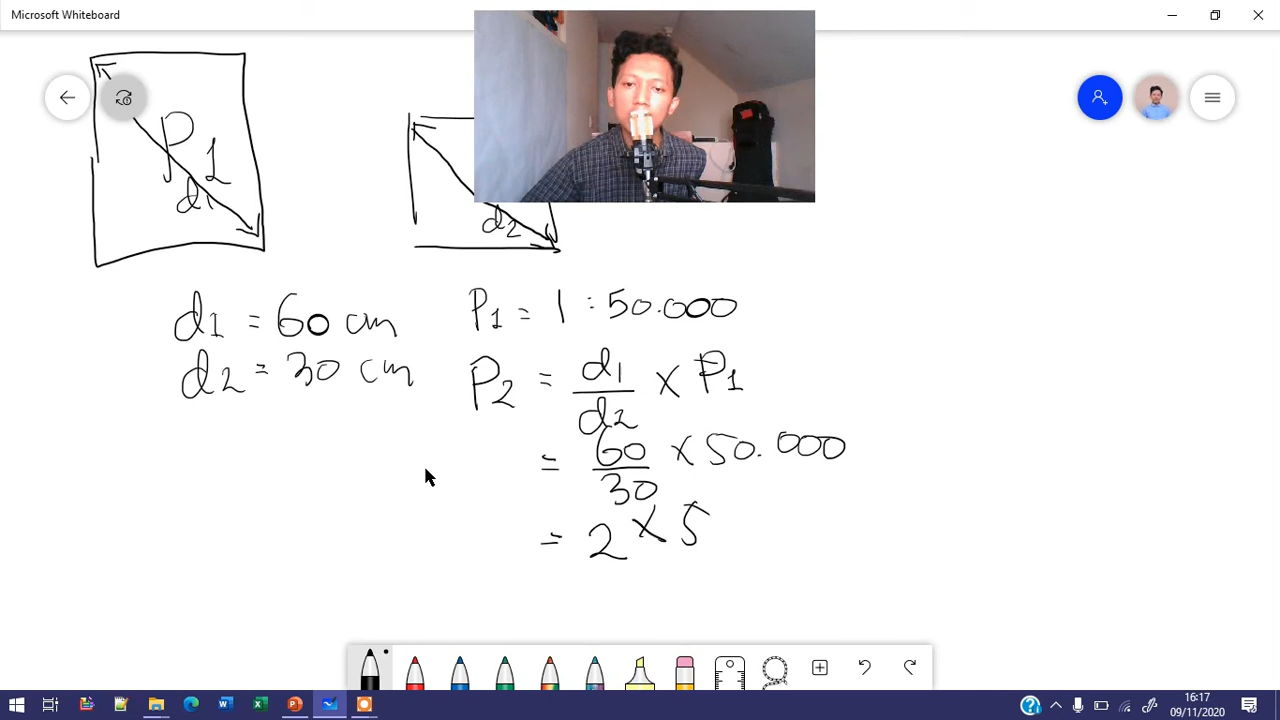 Microsoft Whiteboard
P1
d1
d2
d1 = 60 cm
d2 = 30 cm
P1 = 1 : 50.000
P2 = d1/d2 x P1
= 60/30 x 50.000
= 2 x 5
16:17
09/11/2020